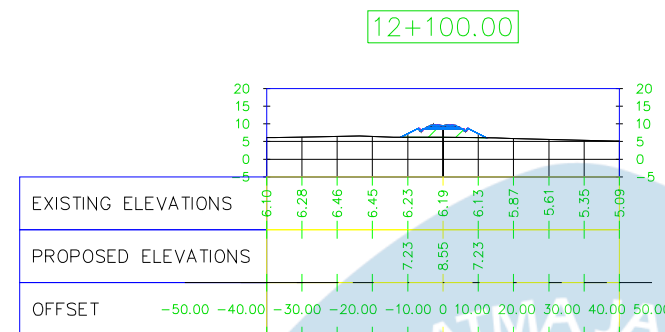 12+100.00
20 20
15 15
10 10
5 5
0 0
-5 -5
EXISTING ELEVATIONS 6.10 6.28 6.46 6.45 6.23 6.19 6.13 5.87 5.61 5.35 5.09
PROPOSED ELEVATIONS 7.23 8.55 7.23
OFFSET -50.00 -40.00 -30.00 -20.00 -10.00 0 10.00 20.00 30.00 40.00 50.00
ATMA JA